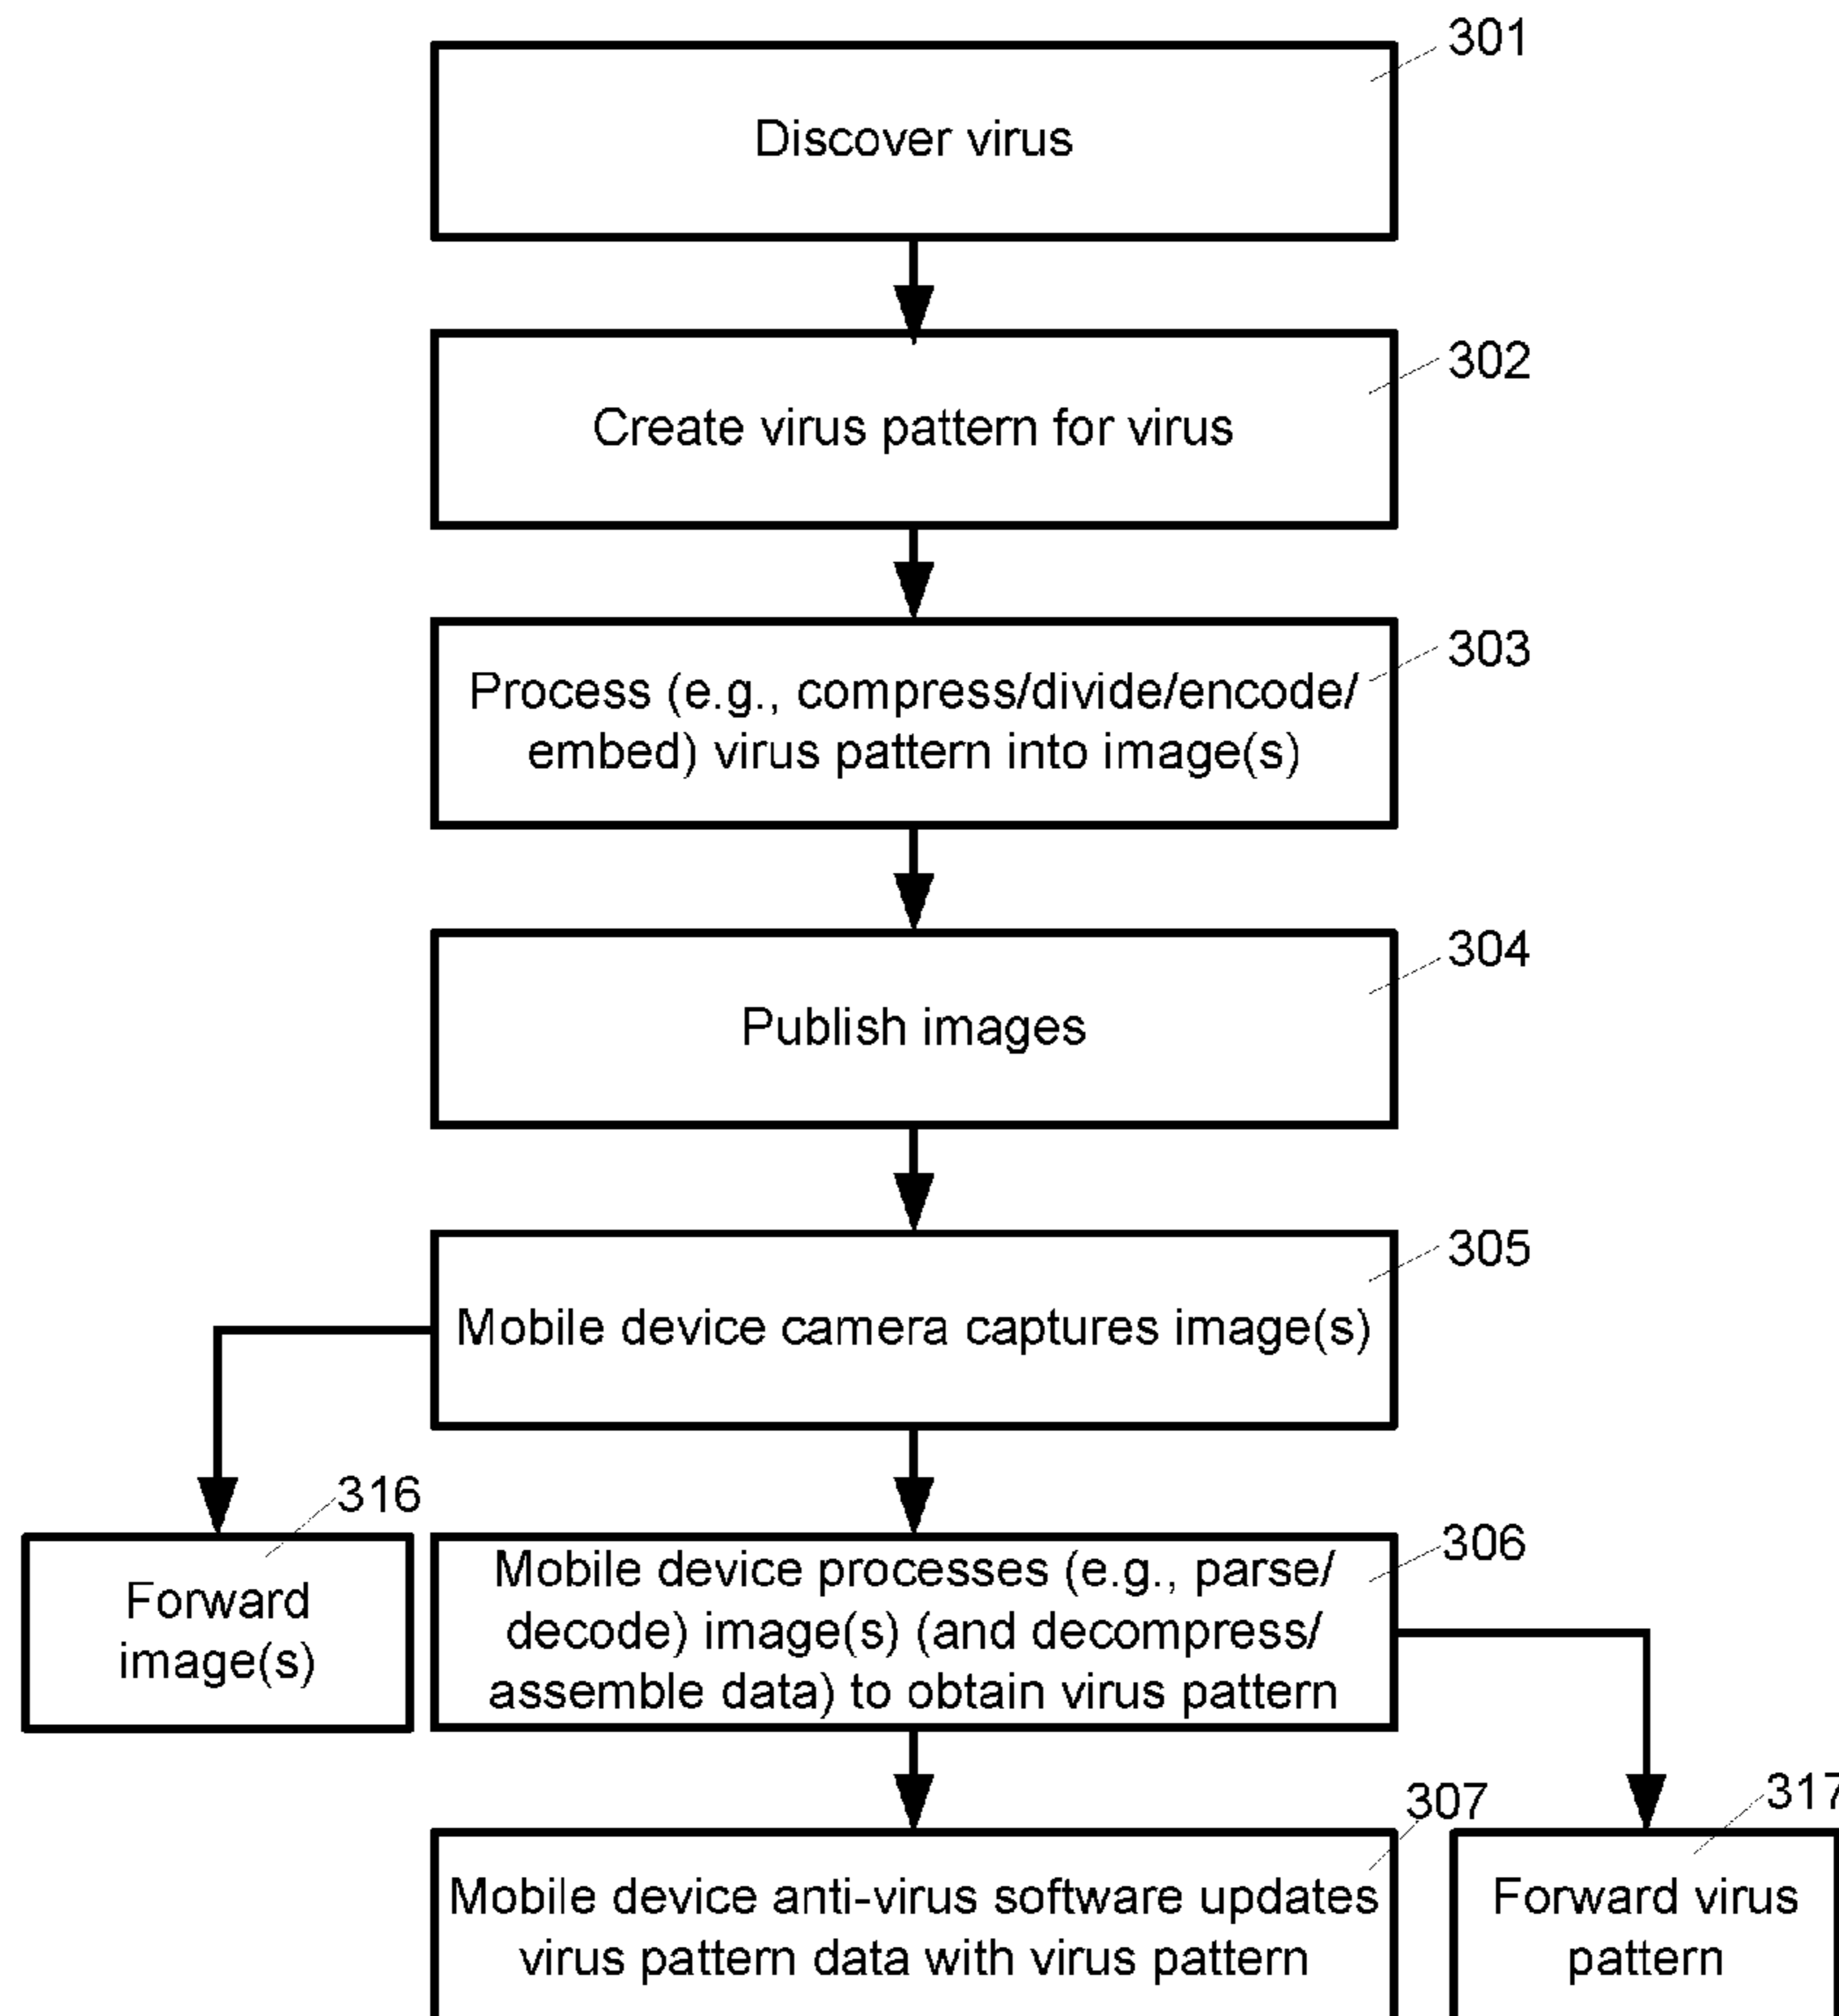 301
Discover virus
302
Create virus pattern for virus
303
Process (e.g., compress/divide/encode/
embed) virus pattern into image(s)
304
Publish images
305
Mobile device camera captures image(s)
316
Forward
image(s)
306
Mobile device processes (e.g., parse/
decode) image(s) (and decompress/
assemble data) to obtain virus pattern
307
Mobile device anti-virus software updates
virus pattern data with virus pattern
317
Forward virus
pattern